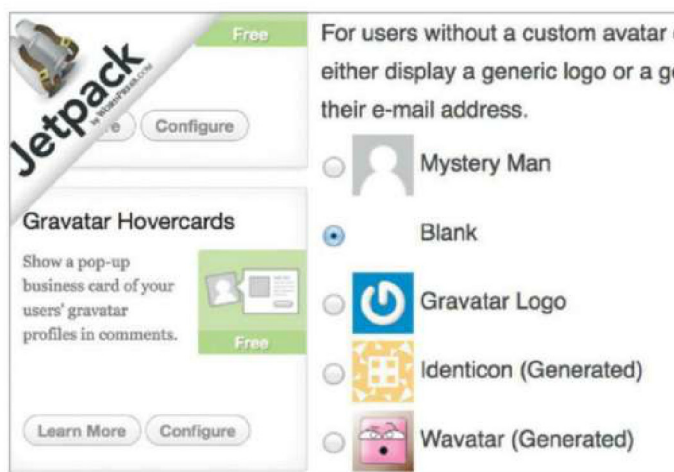 Free
Jetpack
by WORDPRESS.COM
Configure
Gravatar Hovercards
Show a pop-up
business card of your
users' gravatar
profiles in comments.
Free
Learn More
Configure
For users without a custom avatar
either display a generic logo or a
their e-mail address.
Mystery Man
Blank
Gravatar Logo
Identicon (Generated)
Wavatar (Generated)